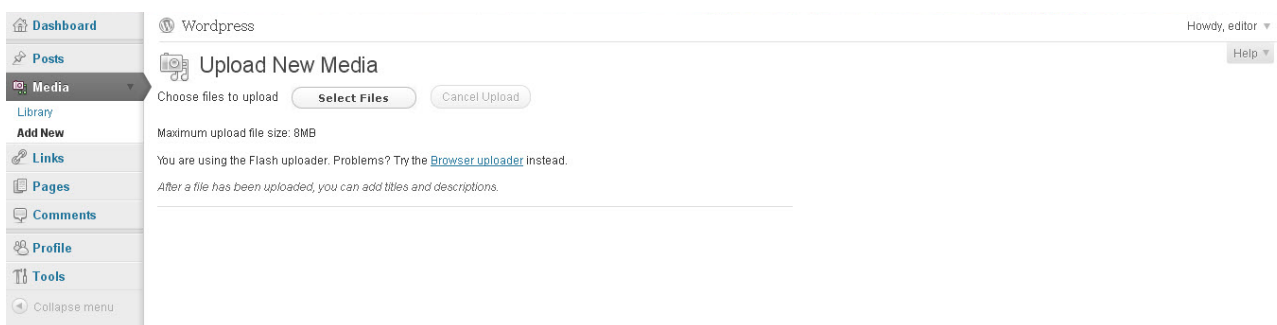 Dashboard
Posts
Media
Library
Add New
Links
Pages
Comments
Profile
Tools
Collapse menu
Wordpress
Howdy, editor
Help
Upload New Media
Choose files to upload Select Files Cancel Upload
Maximum upload file size: 8MB
You are using the Flash uploader. Problems? Try the Browser uploader instead.
After a file has been uploaded, you can add titles and descriptions.